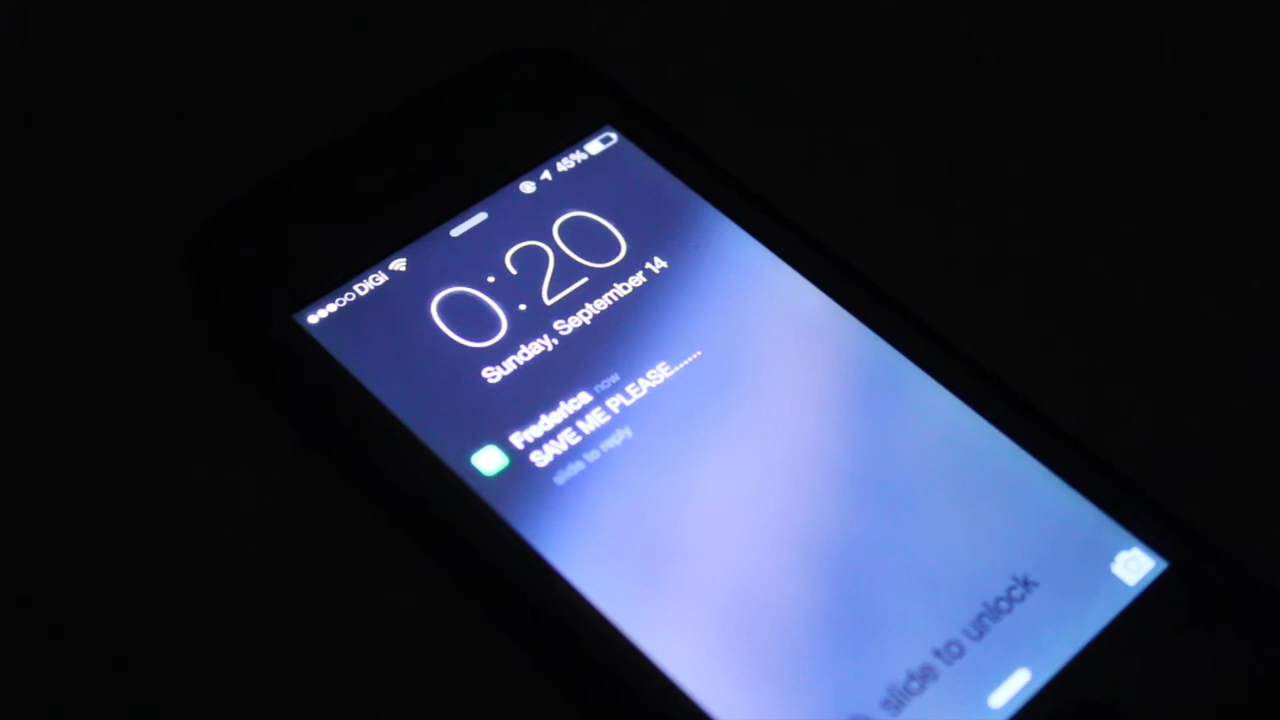 DiGi 45%
0:20
Sunday, September 14
Frederica now
SAVE ME PLEASE......
slide to reply
slide to unlock